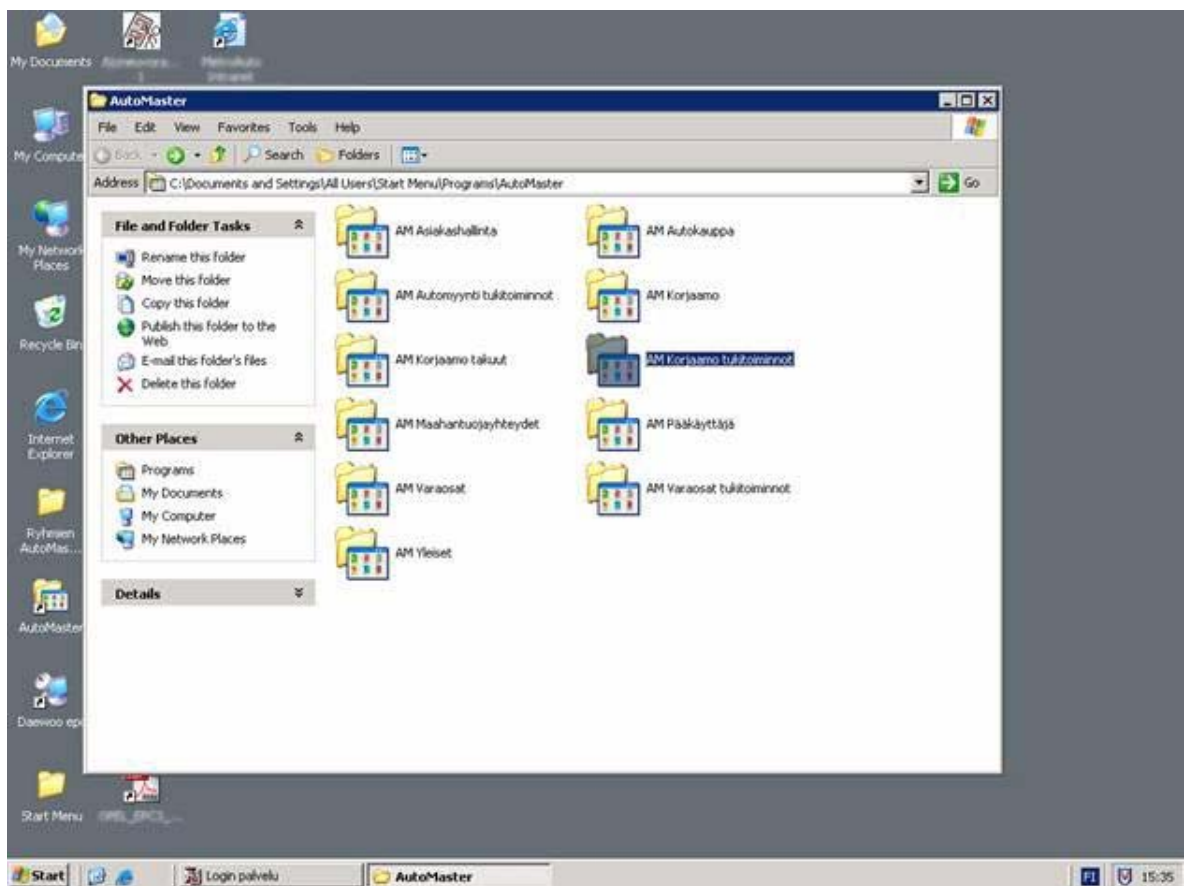 My Documents
AutoMaster
File Edit View Favorites Tools Help
My Compute
Back Search Folders
Address C:\Documents and Settings\All Users\Start Menu\Programs\AutoMaster Go
File and Folder Tasks
Rename this folder
Move this folder
Copy this folder
Publish this folder to the
Web
E-mail this folder's files
Delete this folder
Other Places
Programs
My Documents
My Computer
My Network Places
Details
AM Asiakashallinta
AM Autokauppa
AM Automyynti tukitoiminnot
AM Korjaamo
AM Korjaamo takuut
AM Korjaamo tukitoiminnot
AM Maahantuojayhteydet
AM Pääkäyttäjä
AM Varaosat
AM Varaosat tukitoiminnot
AM Yleiset
My Network
Places
Recycle Bin
Internet
Explorer
AutoMas...
AutoMaster
Daewoo epc
Start Menu
Start Login palvelu AutoMaster FI 15:35